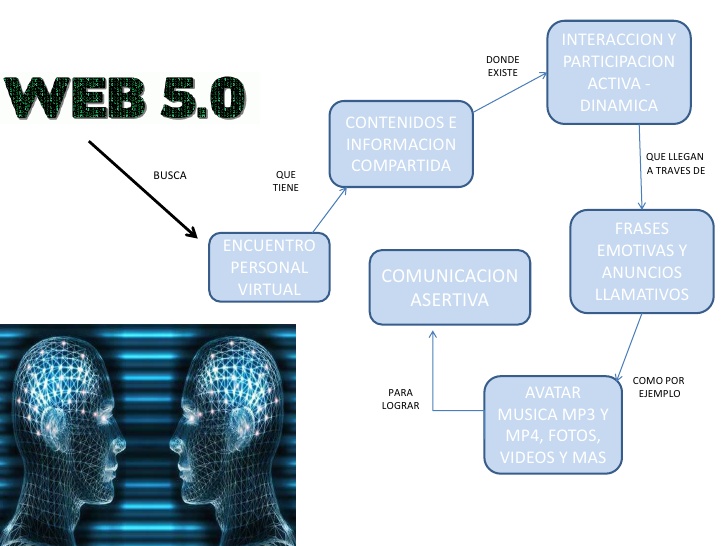 WEB 5.0
BUSCA
ENCUENTRO
PERSONAL
VIRTUAL
QUE
TIENE
CONTENIDOS E
INFORMACION
COMPARTIDA
DONDE
EXISTE
INTERACCION Y
PARTICIPACION
ACTIVA -
DINAMICA
QUE LLEGAN
A TRAVES DE
FRASES
EMOTIVAS Y
ANUNCIOS
LLAMATIVOS
COMO POR
EJEMPLO
AVATAR
MUSICA MP3 Y
MP4, FOTOS,
VIDEOS Y MAS
PARA
LOGRAR
COMUNICACION
ASERTIVA